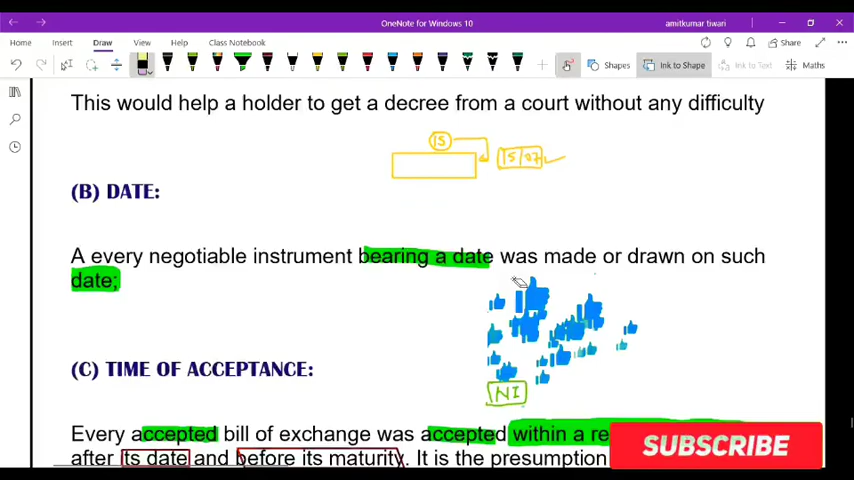 OneNote for Windows 10
amitkumar tiwari
Home Insert Draw View Help Class Notebook Share
Shapes Ink to Shape Ink to Text Maths
This would help a holder to get a decree from a court without any difficulty
15
15/07
(B) DATE:
A every negotiable instrument bearing a date was made or drawn on such
date;
(C) TIME OF ACCEPTANCE:
NI
Every accepted bill of exchange was accepted within a re
after its date and before its maturity. It is the presumption
SUBSCRIBE